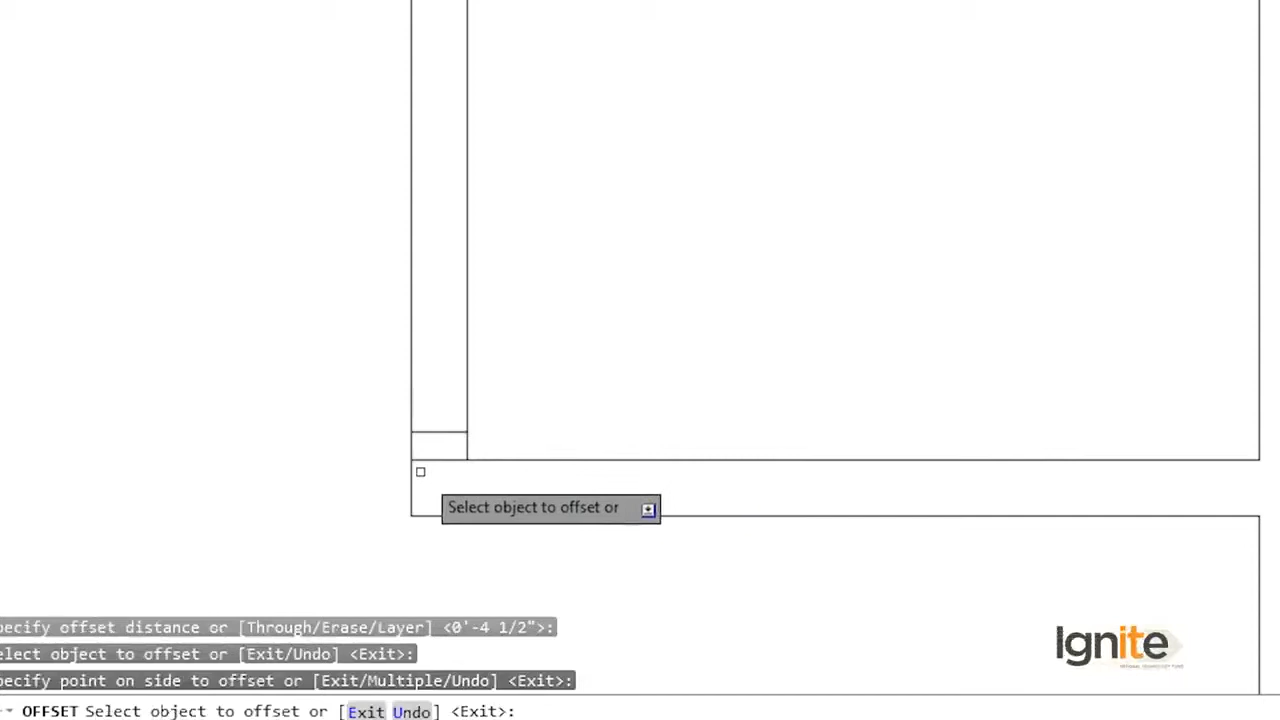 Select object to offset or
pecify offset distance or [Through/Erase/Layer] <0'-4 1/2">:
elect object to offset or [Exit/Undo] <Exit>:
pecify point on side to offset or [Exit/Multiple/Undo] <Exit>:
Ignite
OFFSET Select object to offset or [Exit Undo] <Exit>: